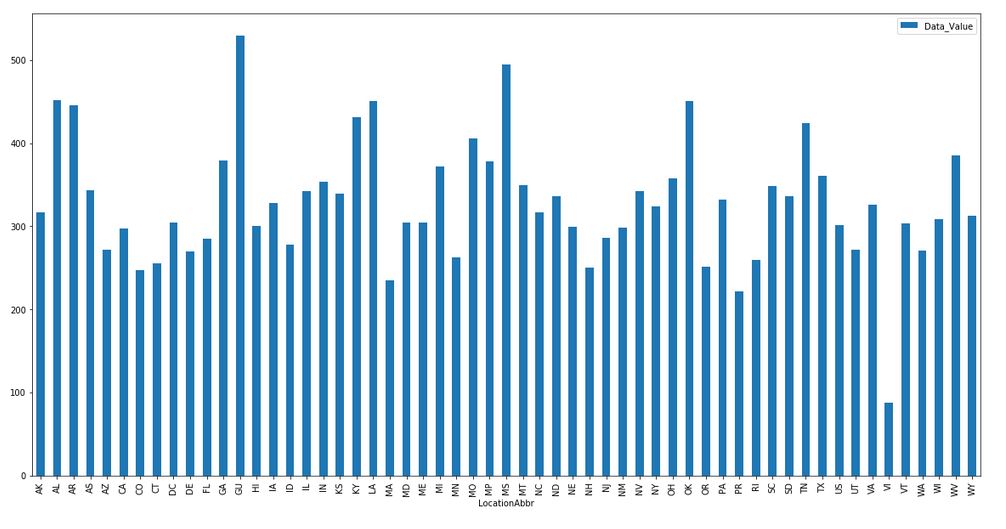 Data_Value
500
400
300
200
100
0
AK AL AR AS AZ CA CO CT DC DE FL GA GU HI IA ID IL IN KS KY LA MA MD ME MI MN MO MP MS MT NC ND NE NH NJ NM NV NY OH OK OR PA PR RI SC SD TN TX US UT VA VI VT WA WI WV WY
LocationAbbr